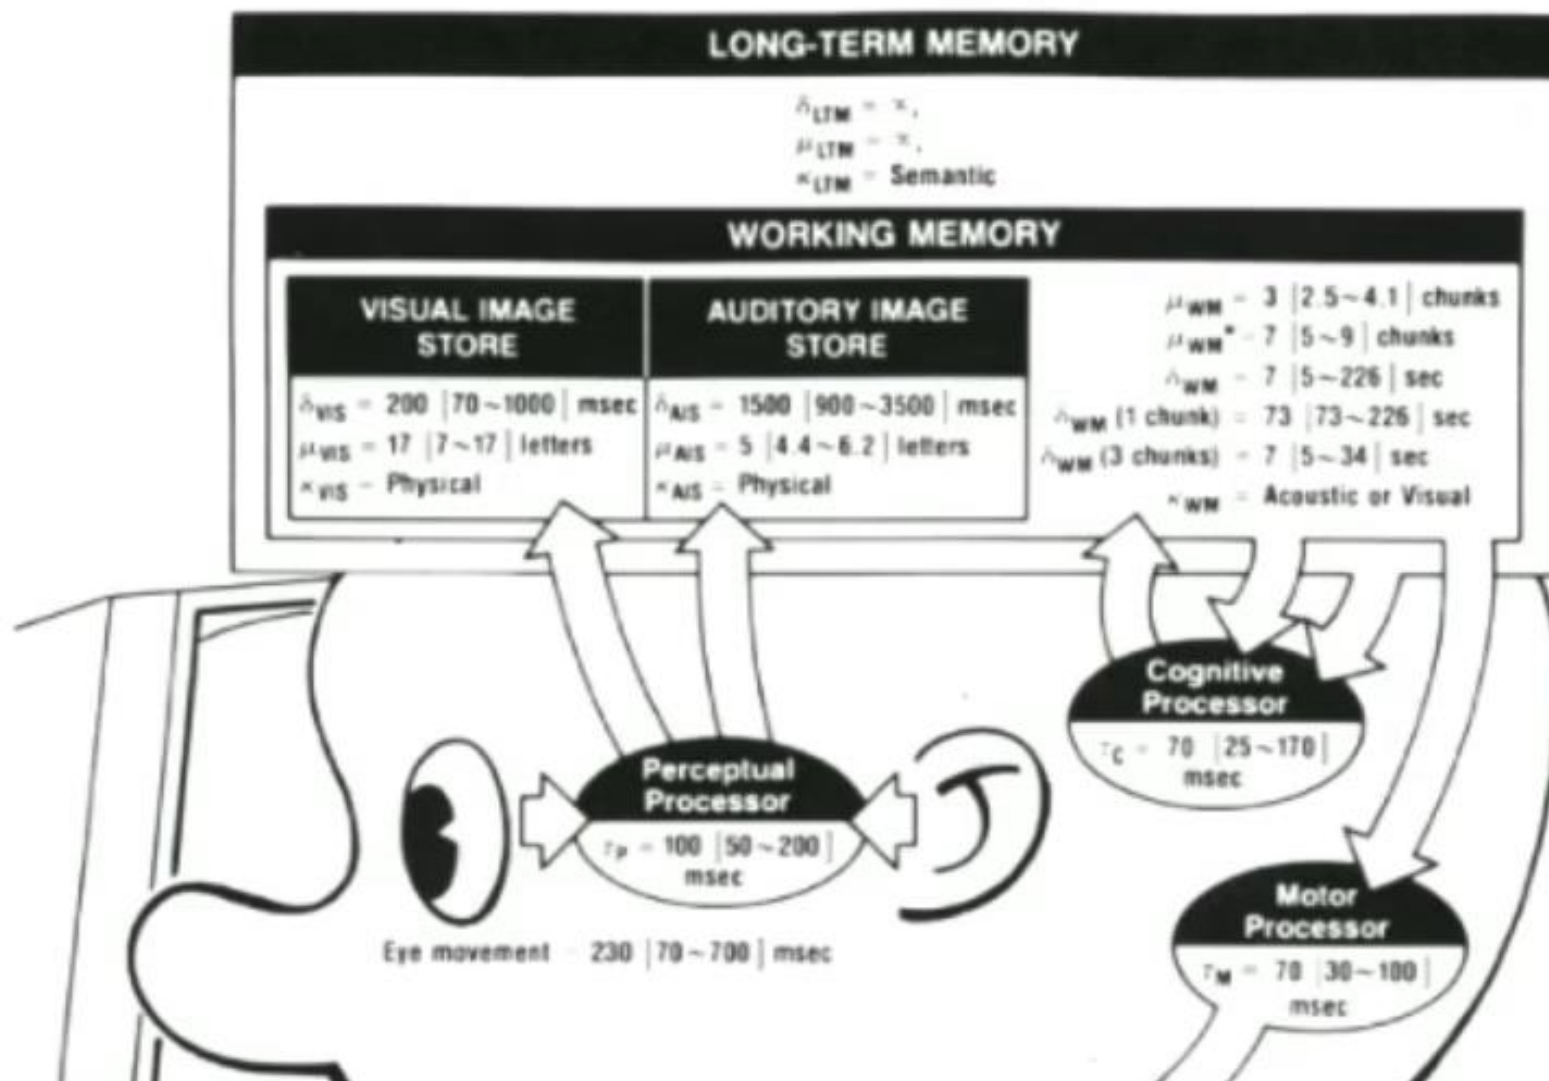 LONG-TERM MEMORY
δLTM = ∞,
μLTM = ∞,
κLTM = Semantic
WORKING MEMORY
VISUAL IMAGE
STORE
δVIS = 200 [70~1000] msec
μVIS = 17 [7~17] letters
κVIS = Physical
AUDITORY IMAGE
STORE
δAIS = 1500 [900~3500] msec
μAIS = 5 [4.4~6.2] letters
κAIS = Physical
μWM = 3 [2.5~4.1] chunks
μWM* = 7 [5~9] chunks
δWM = 7 [5~226] sec
δWM (1 chunk) = 73 [73~226] sec
δWM (3 chunks) = 7 [5~34] sec
κWM = Acoustic or Visual
Cognitive
Processor
τC = 70 [25~170]
msec
Perceptual
Processor
τP = 100 [50~200]
msec
Eye movement = 230 [70~700] msec
Motor
Processor
τM = 70 [30~100]
msec